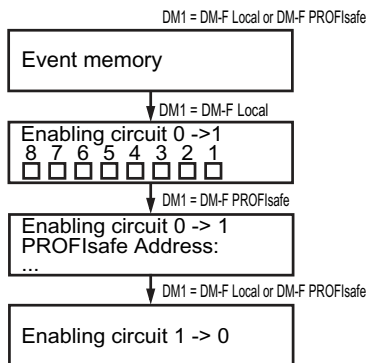 DM1 = DM-F Local or DM-F PROFIsafe
Event memory
DM1 = DM-F Local
Enabling circuit 0 ->1
8 7 6 5 4 3 2 1
DM1 = DM-F PROFIsafe
Enabling circuit 0 -> 1
PROFIsafe Address:
...
DM1 = DM-F Local or DM-F PROFIsafe
Enabling circuit 1 -> 0